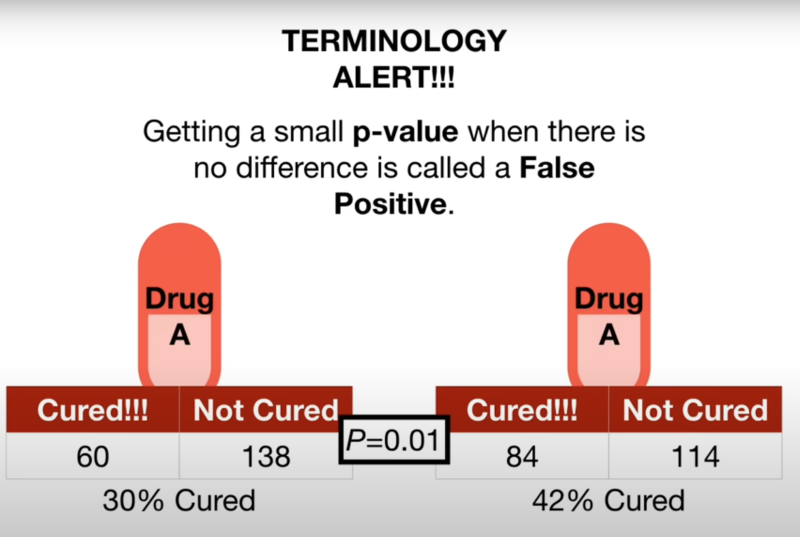 TERMINOLOGY
ALERT!!!
Getting a small p-value when there is
no difference is called a False
Positive.
Drug
A
Drug
A
Cured!!! Not Cured
60 138
30% Cured
P=0.01
Cured!!! Not Cured
84 114
42% Cured